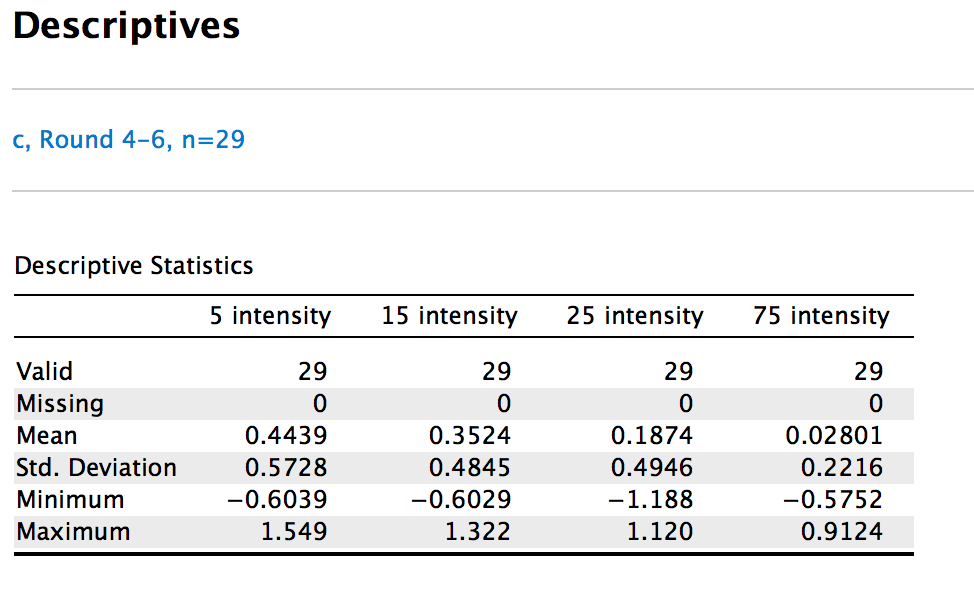 Descriptives
c, Round 4-6, n=29
Descriptive Statistics
5 intensity 15 intensity 25 intensity 75 intensity
Valid 29 29 29 29
Missing 0 0 0 0
Mean 0.4439 0.3524 0.1874 0.02801
Std. Deviation 0.5728 0.4845 0.4946 0.2216
Minimum −0.6039 −0.6029 −1.188 −0.5752
Maximum 1.549 1.322 1.120 0.9124